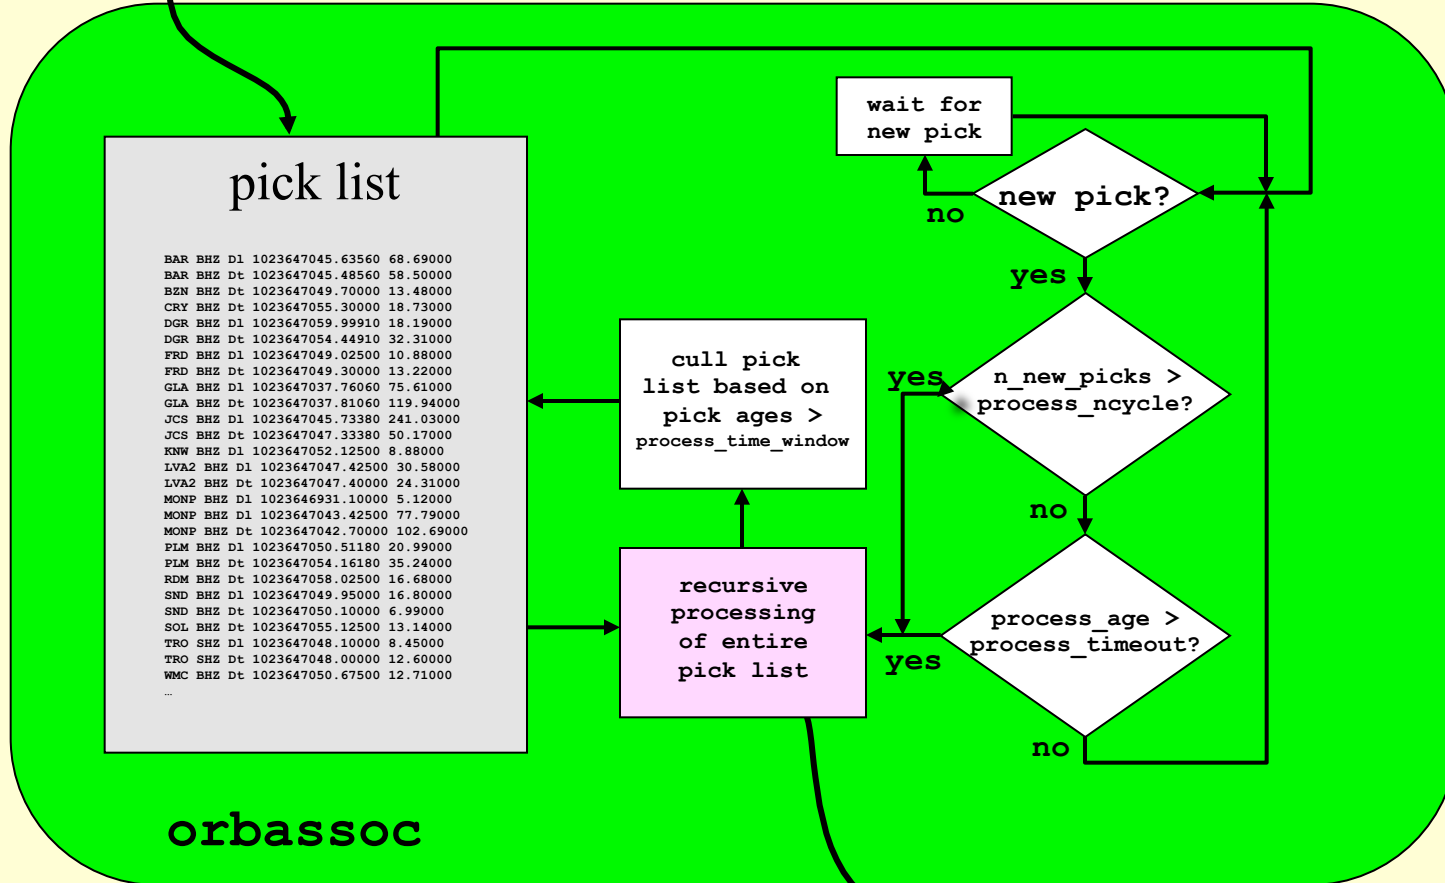 pick list
BAR BHZ Dl 1023647045.63560 68.69000
BAR BHZ Dt 1023647045.48560 58.50000
BZN BHZ Dt 1023647049.70000 13.48000
CRY BHZ Dt 1023647055.30000 18.73000
DGR BHZ Dl 1023647059.99910 18.19000
DGR BHZ Dt 1023647054.44910 32.31000
FRD BHZ Dl 1023647049.02500 10.88000
FRD BHZ Dt 1023647049.30000 13.22000
GLA BHZ Dl 1023647037.76060 75.61000
GLA BHZ Dt 1023647037.81060 119.94000
JCS BHZ Dl 1023647045.73380 241.03000
JCS BHZ Dt 1023647047.33380 50.17000
KNW BHZ Dl 1023647052.12500 8.88000
LVA2 BHZ Dl 1023647047.42500 30.58000
LVA2 BHZ Dt 1023647047.40000 24.31000
MONP BHZ Dl 1023646931.10000 5.12000
MONP BHZ Dl 1023647043.42500 77.79000
MONP BHZ Dt 1023647042.70000 102.69000
PLM BHZ Dl 1023647050.51180 20.99000
PLM BHZ Dt 1023647054.16180 35.24000
RDM BHZ Dt 1023647058.02500 16.68000
SND BHZ Dl 1023647049.95000 16.80000
SND BHZ Dt 1023647050.10000 6.99000
SOL BHZ Dt 1023647055.12500 13.14000
TRO SHZ Dl 1023647048.10000 8.45000
TRO SHZ Dt 1023647048.00000 12.60000
WMC BHZ Dt 1023647050.67500 12.71000
…
wait for
new pick
new pick?
no
yes
n_new_picks >
process_ncycle?
yes
no
process_age >
process_timeout?
yes
no
cull pick
list based on
pick ages >
process_time_window
recursive
processing
of entire
pick list
orbassoc